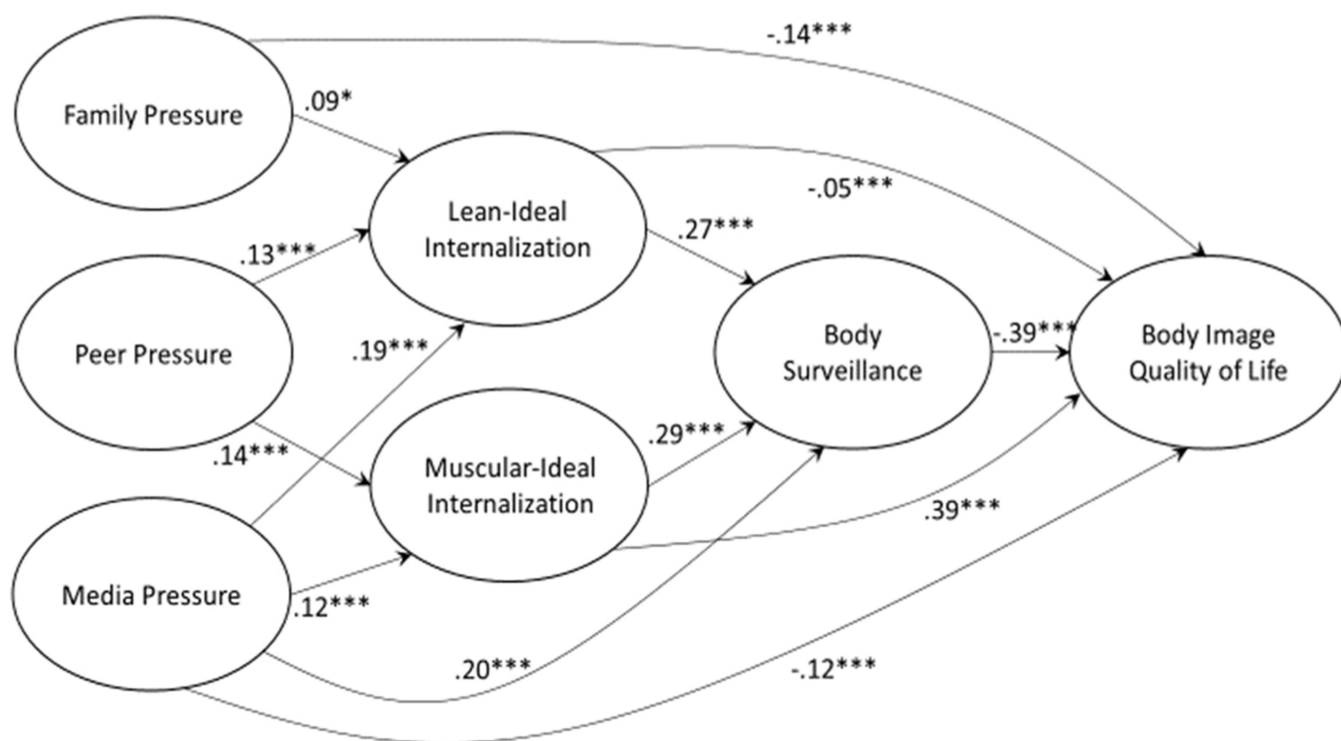 -.14***
Family Pressure
.09*
Lean-Ideal
Internalization
-.05***
.27***
.13***
Peer Pressure
.19***
Body
Surveillance
-.39***
Body Image
Quality of Life
.14***
Muscular-Ideal
Internalization
.29***
.39***
Media Pressure
.12***
.20***
-.12***